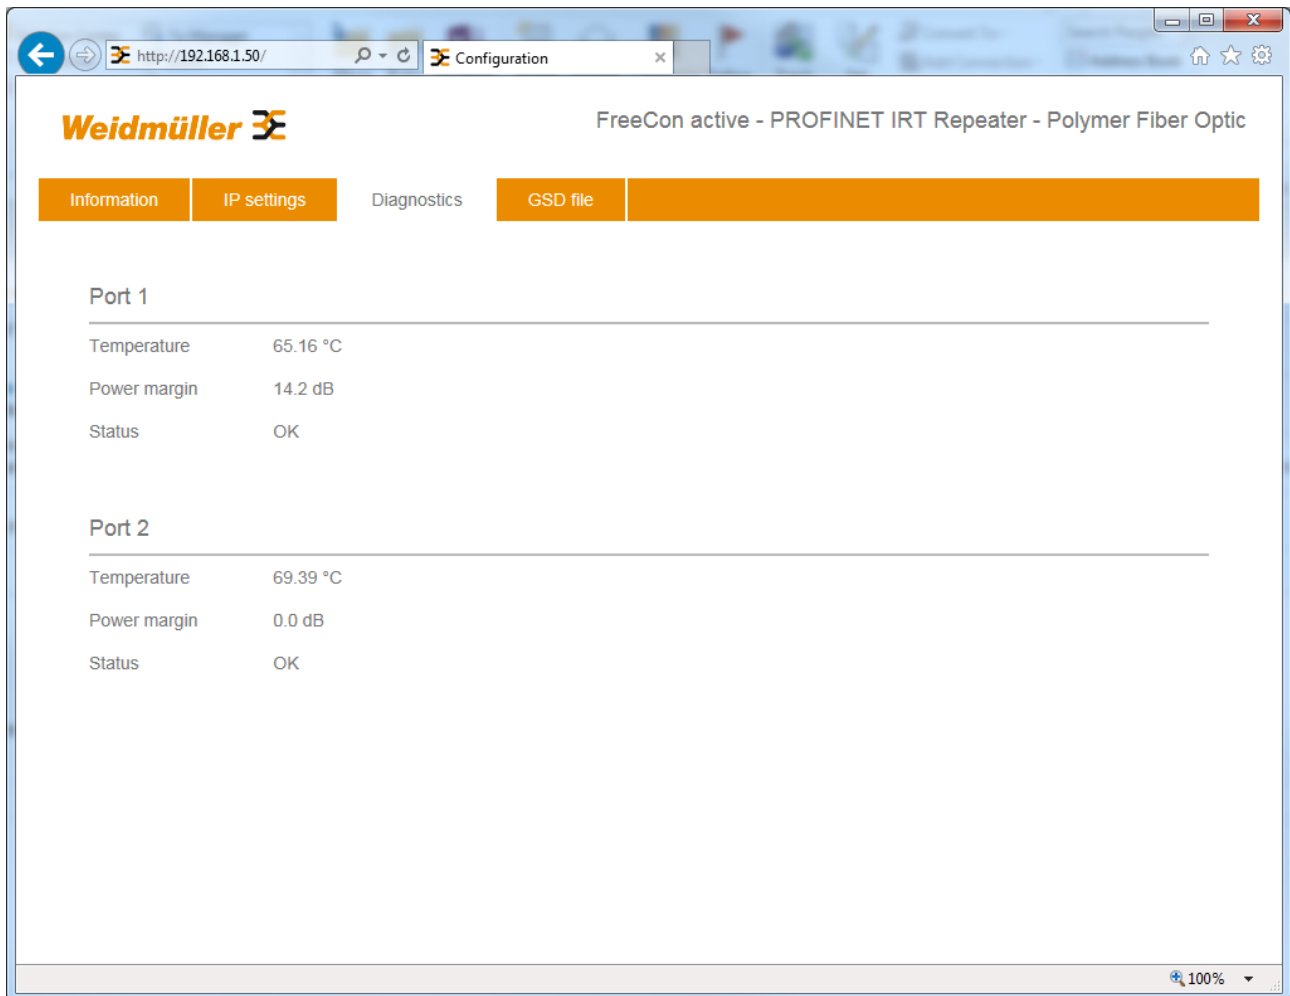 http://192.168.1.50/
Configuration
Weidmüller
FreeCon active - PROFINET IRT Repeater - Polymer Fiber Optic
Information IP settings Diagnostics GSD file
Port 1
Temperature 65.16 °C
Power margin 14.2 dB
Status OK
Port 2
Temperature 69.39 °C
Power margin 0.0 dB
Status OK
100%